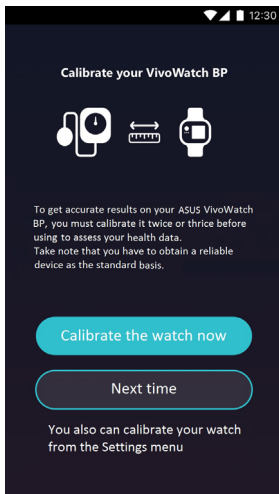 12:30
Calibrate your VivoWatch BP
To get accurate results on your ASUS VivoWatch
BP, you must calibrate it twice or thrice before
using to assess your health data.
Take note that you have to obtain a reliable
device as the standard basis.
Calibrate the watch now
Next time
You also can calibrate your watch
from the Settings menu